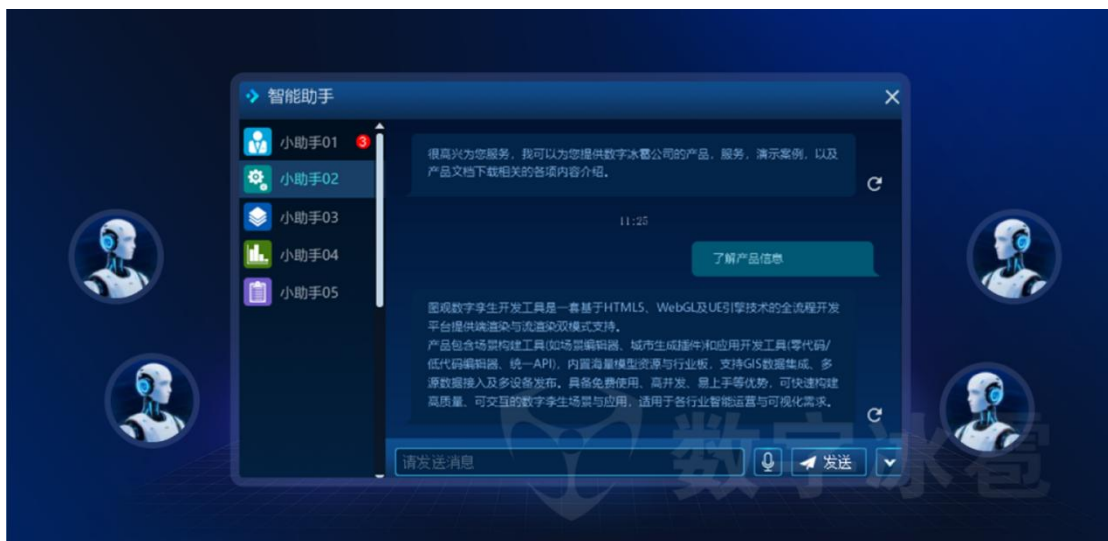 智能助手
小助手01
3
小助手02
小助手03
小助手04
小助手05
很高兴为您服务，我可以为您提供数字冰雹公司的产品，服务，演示案例，以及
产品文档下载相关的各项内容介绍。
11:25
了解产品信息
图观数字孪生开发工具是一套基于HTML5、WebGL及UE引擎技术的全流程开发
平台提供端渲染与流渲染双模式支持。
产品包含场景构建工具(如场景编辑器、城市生成插件)和应用开发工具(零代码/
低代码编辑器、统一API)，内置海量模型资源与行业板，支持GIS数据集成、多
源数据接入及多设备发布。具备免费使用、高并发、易上手等优势，可快速构建
高质量、可交互的数字孪生场景与应用，适用于各行业智能运营与可视化需求。
请发送消息
发送
数字冰雹